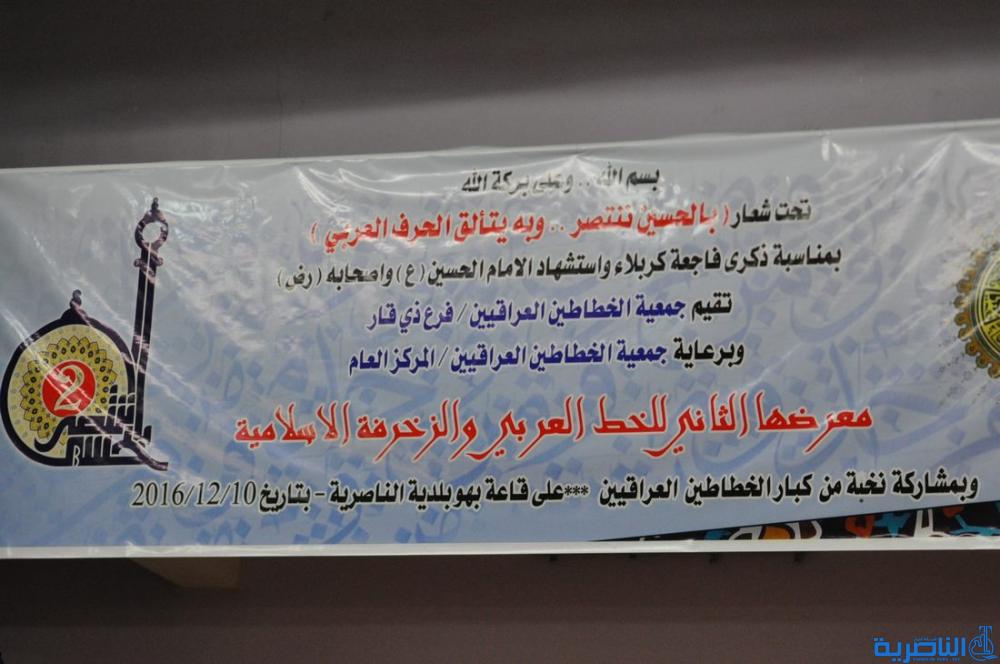 بسم الله .. وعلى بركة الله
تحت شعار ( بالحسين ننتصر .. وبه يتألق الحرف العربي )
بمناسبة ذكرى فاجعة كربلاء واستشهاد الامام الحسين (ع) واصحابه (رض)
تقيم جمعية الخطاطين العراقيين / فرع ذي قار
وبرعاية جمعية الخطاطين العراقيين / المركز العام
معرضها الثاني للخط العربي والزخرفة الاسلامية
وبمشاركة نخبة من كبار الخطاطين العراقيين *** على قاعة بهو بلدية الناصرية - بتاريخ 2016/12/10
2
بالحسين ننتصر
الناصرية